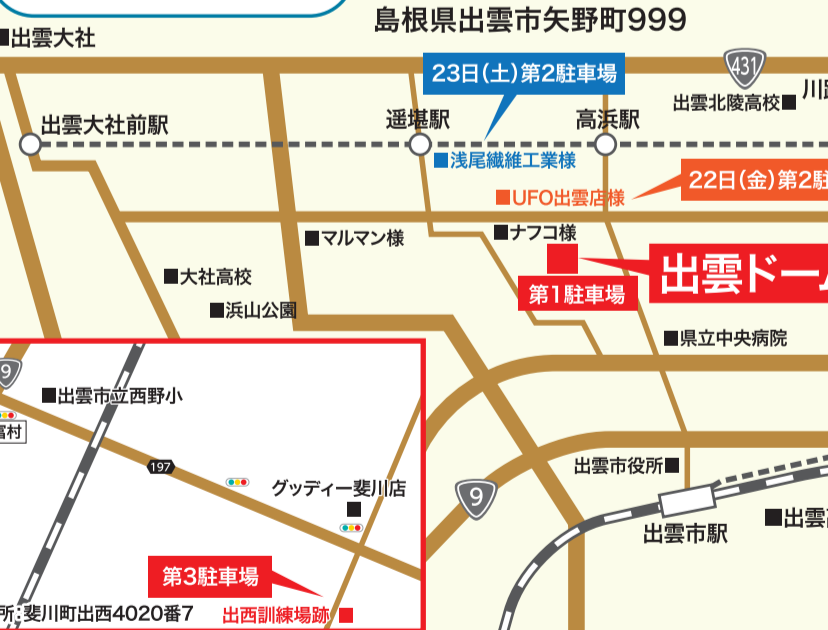 島根県出雲市矢野町999
■出雲大社
23日(土)第2駐車場
431
川跡
出雲北陵高校■
出雲大社前駅
遥堪駅
高浜駅
■浅尾繊維工業様
22日(金)第2駐
■UFO出雲店様
■マルマン様
■ナフコ様
■大社高校
出雲ドーム
第1駐車場
■浜山公園
■県立中央病院
9
■出雲市立西野小
富村
197
グッディー斐川店
出雲市役所■
9
出雲市駅
■出雲
第3駐車場
所:斐川町出西4020番7
出西訓練場跡■